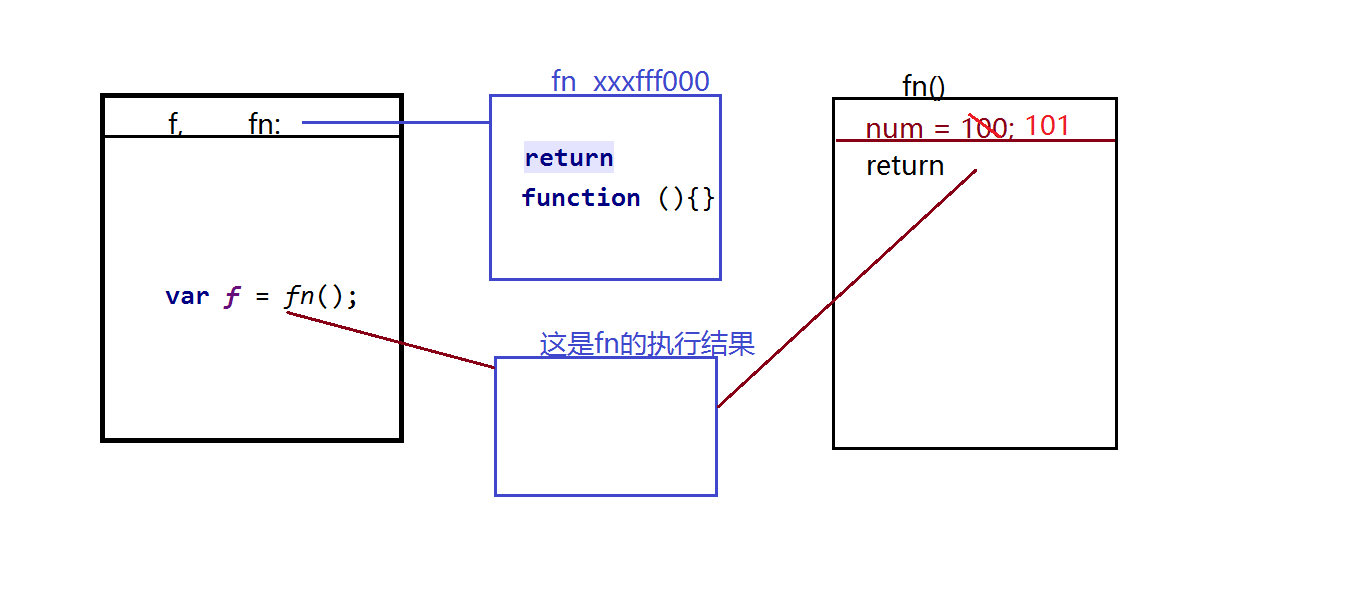 f, fn:
var f = fn();
fn xxxfff000
return
function (){}
这是fn的执行结果
fn()
num = 100; 101
return